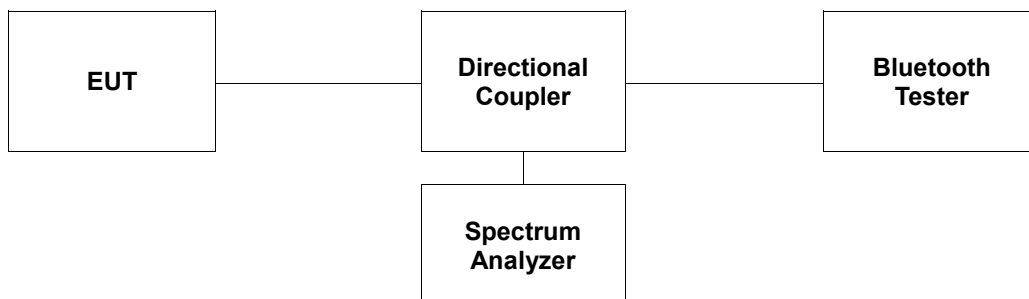 EUT
Directional
Coupler
Bluetooth
Tester
Spectrum
Analyzer